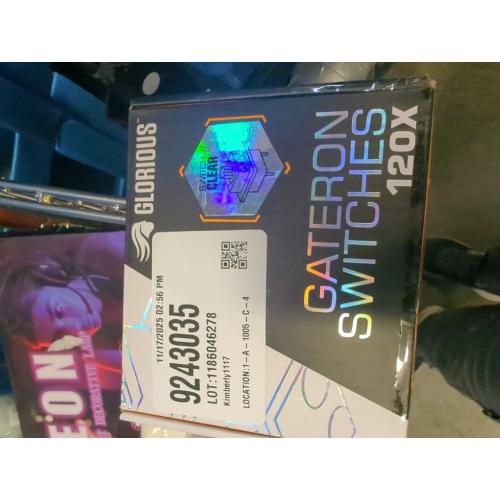 GLORIOUS
SWITCH
CLEAR
GATERON
SWITCHES
120X
11/17/2025 02:56 PM
9243035
LOT:1186046278
Kimberly1117
LOCATION:1-A-1005-C-4
EON
DECORATIVE